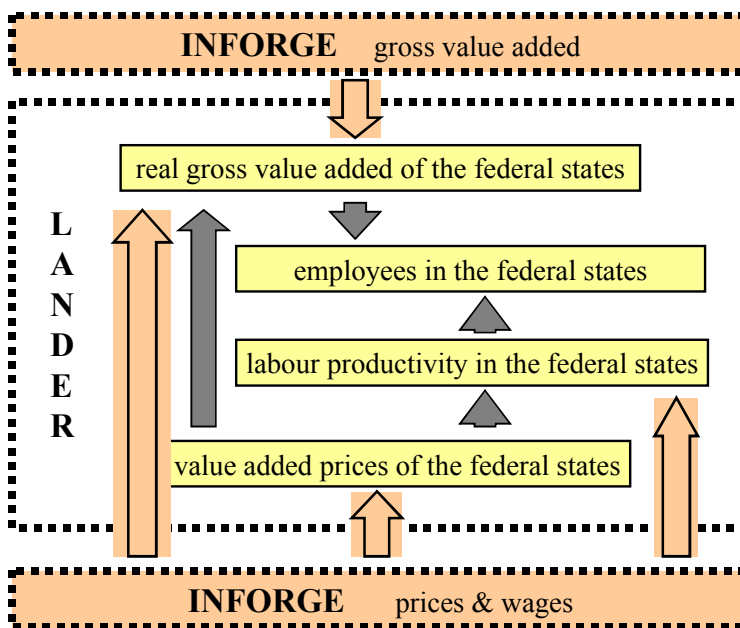 INFORGE gross value added
real gross value added of the federal states
LANDER
employees in the federal states
labour productivity in the federal states
value added prices of the federal states
INFORGE prices & wages